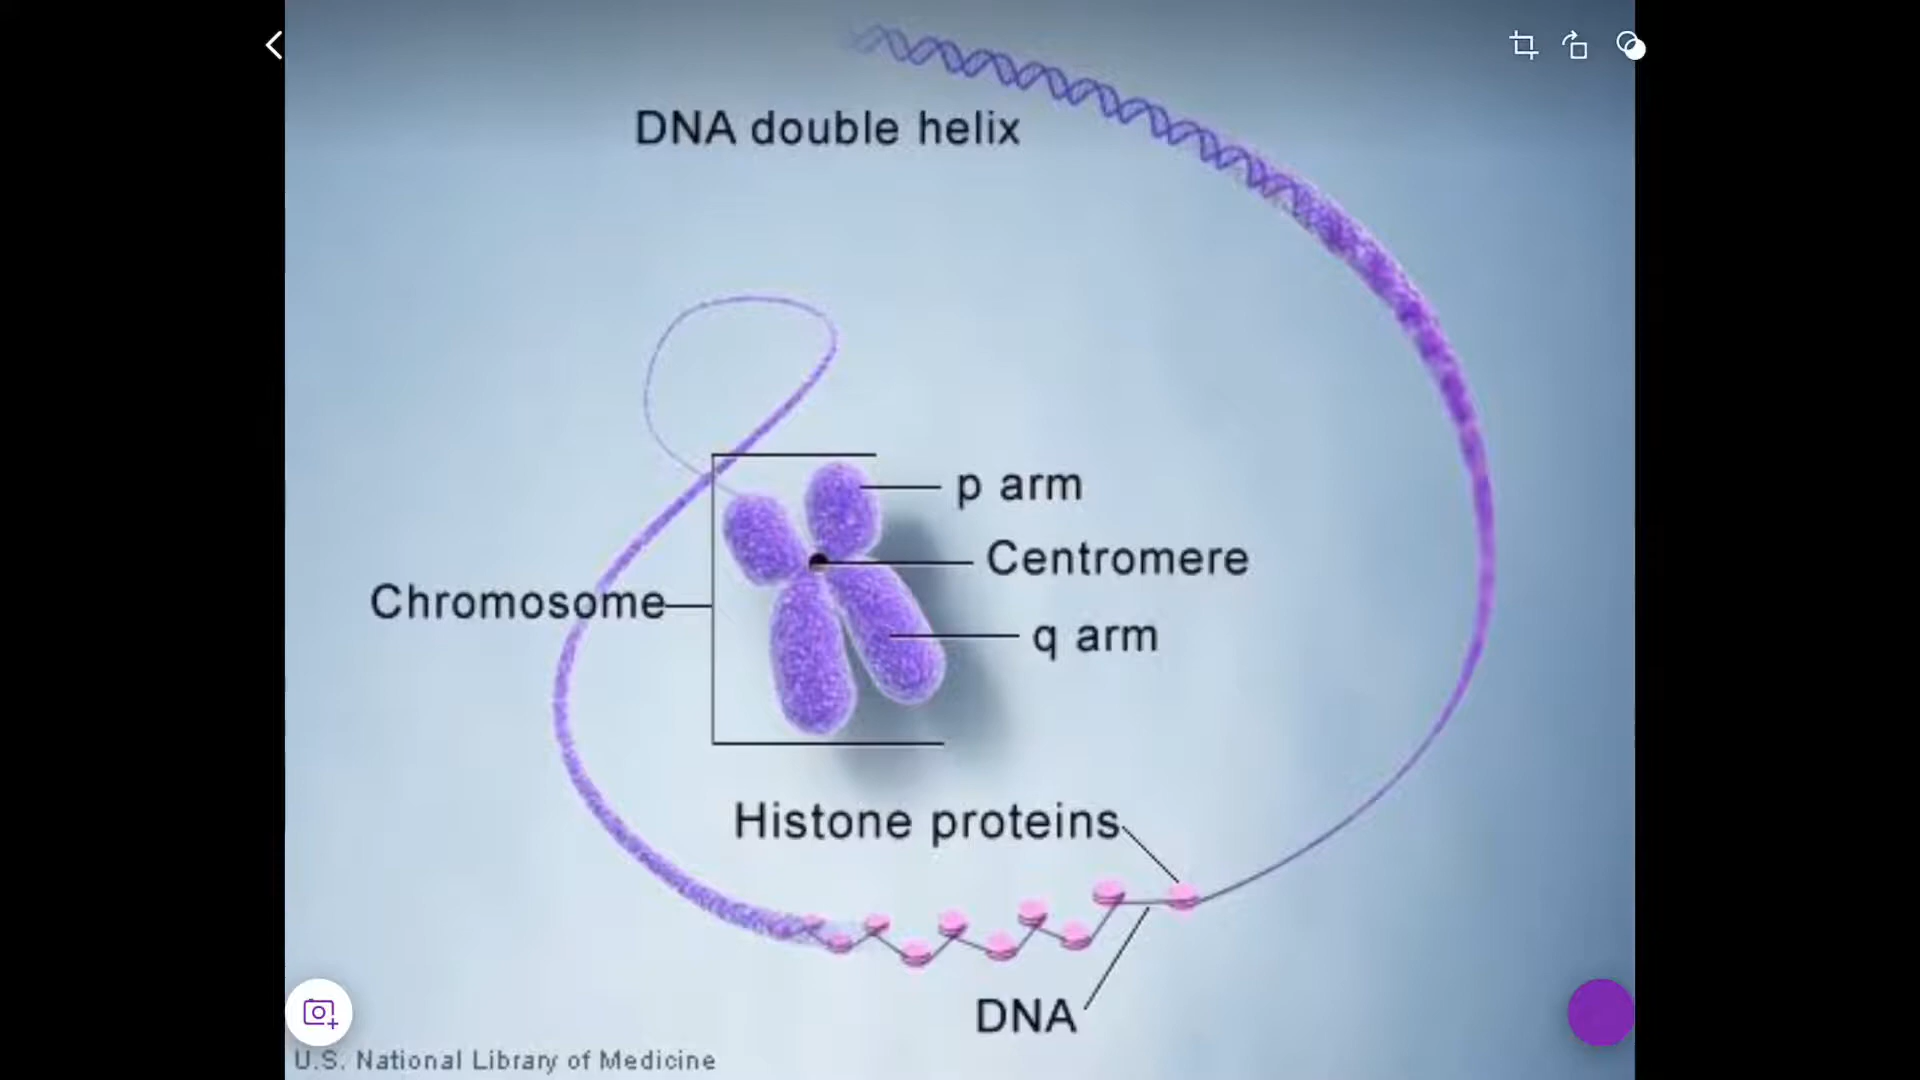 DNA double helix
p arm
Centromere
Chromosome
q arm
Histone proteins
DNA
U.S. National Library of Medicine